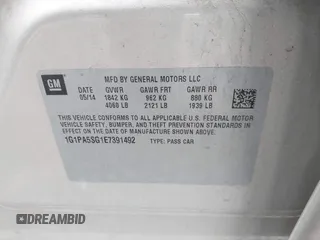 GM
MFD BY GENERAL MOTORS LLC
DATE GVWR GAWR FRT GAWR RR
05/14 1842 KG 962 KG 880 KG
4060 LB 2121 LB 1939 LB
THIS VEHICLE CONFORMS TO ALL APPLICABLE U.S. FEDERAL MOTOR
VEHICLE SAFETY, BUMPER, AND THEFT PREVENTION STANDARDS
IN EFFECT ON THE DATE OF MANUFACTURE SHOWN ABOVE.
1G1PA5SG1E7391492 TYPE: PASS CAR
DREAMBID